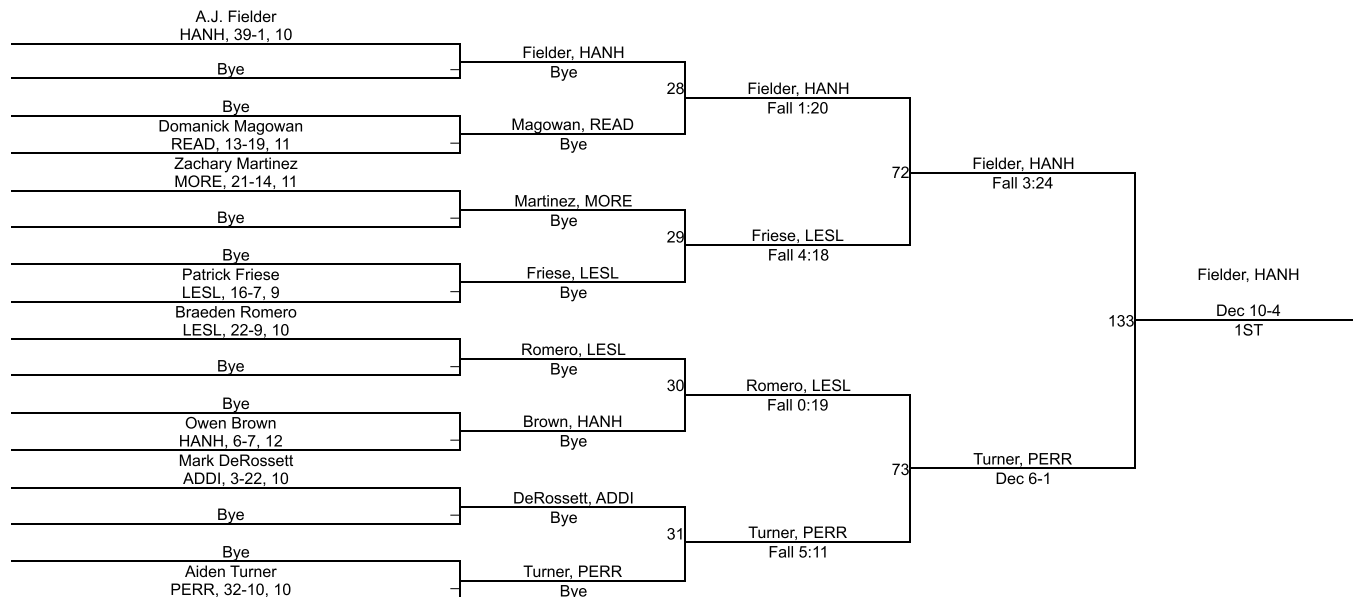 A.J. Fielder
HANH, 39-1, 10
Bye
Bye
Domanick Magowan
READ, 13-19, 11
Zachary Martinez
MORE, 21-14, 11
Bye
Bye
Patrick Friese
LESL, 16-7, 9
Braeden Romero
LESL, 22-9, 10
Bye
Bye
Owen Brown
HANH, 6-7, 12
Mark DeRossett
ADDI, 3-22, 10
Bye
Bye
Aiden Turner
PERR, 32-10, 10
Fielder, HANH
Bye
28
Magowan, READ
Bye
Martinez, MORE
Bye
29
Friese, LESL
Bye
Romero, LESL
Bye
30
Brown, HANH
Bye
DeRossett, ADDI
Bye
31
Turner, PERR
Bye
Fielder, HANH
Fall 1:20
72
Friese, LESL
Fall 4:18
Romero, LESL
Fall 0:19
73
Turner, PERR
Fall 5:11
Fielder, HANH
Fall 3:24
133
Turner, PERR
Dec 6-1
Fielder, HANH
Dec 10-4
1ST